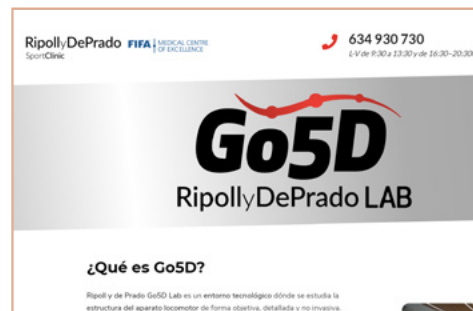 RipollyDePrado FIFA MEDICAL CENTRE
SportClinic OF EXCELLENCE
634 930 730
L-V de 9:30 a 13:30 y de 16:30–20:30
Go5D
RipollyDePrado LAB
¿Qué es Go5D?
Ripoll y de Prado Go5D Lab es un entorno tecnológico dónde se estudia la
estructura del aparato locomotor de forma objetiva, detallada y no invasiva.